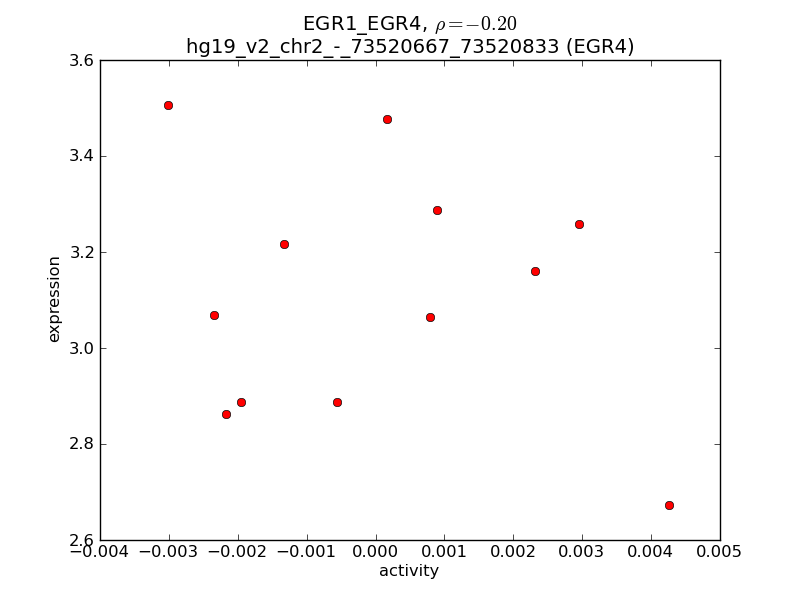 EGR1_EGR4, ρ=−0.20
hg19_v2_chr2_-_73520667_73520833 (EGR4)
3.6
3.4
3.2
3.0
2.8
2.6
expression
−0.004 −0.003 −0.002 −0.001 0.000 0.001 0.002 0.003 0.004 0.005
activity